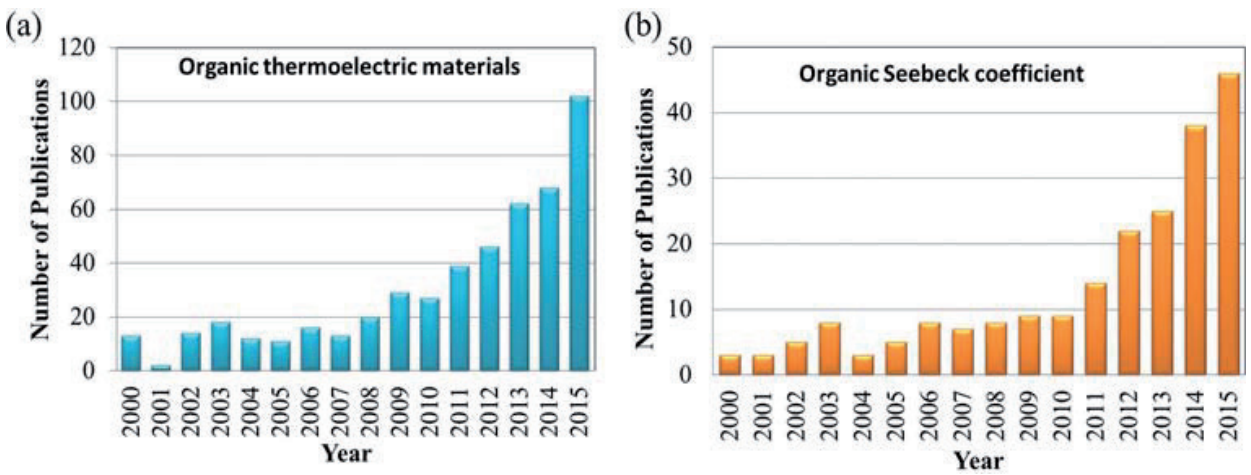 (a)
Organic thermoelectric materials
Number of Publications
120
100
80
60
40
20
0
2000 2001 2002 2003 2004 2005 2006 2007 2008 2009 2010 2011 2012 2013 2014 2015
Year
(b)
Organic Seebeck coefficient
Number of Publications
50
40
30
20
10
0
2000 2001 2002 2003 2004 2005 2006 2007 2008 2009 2010 2011 2012 2013 2014 2015
Year